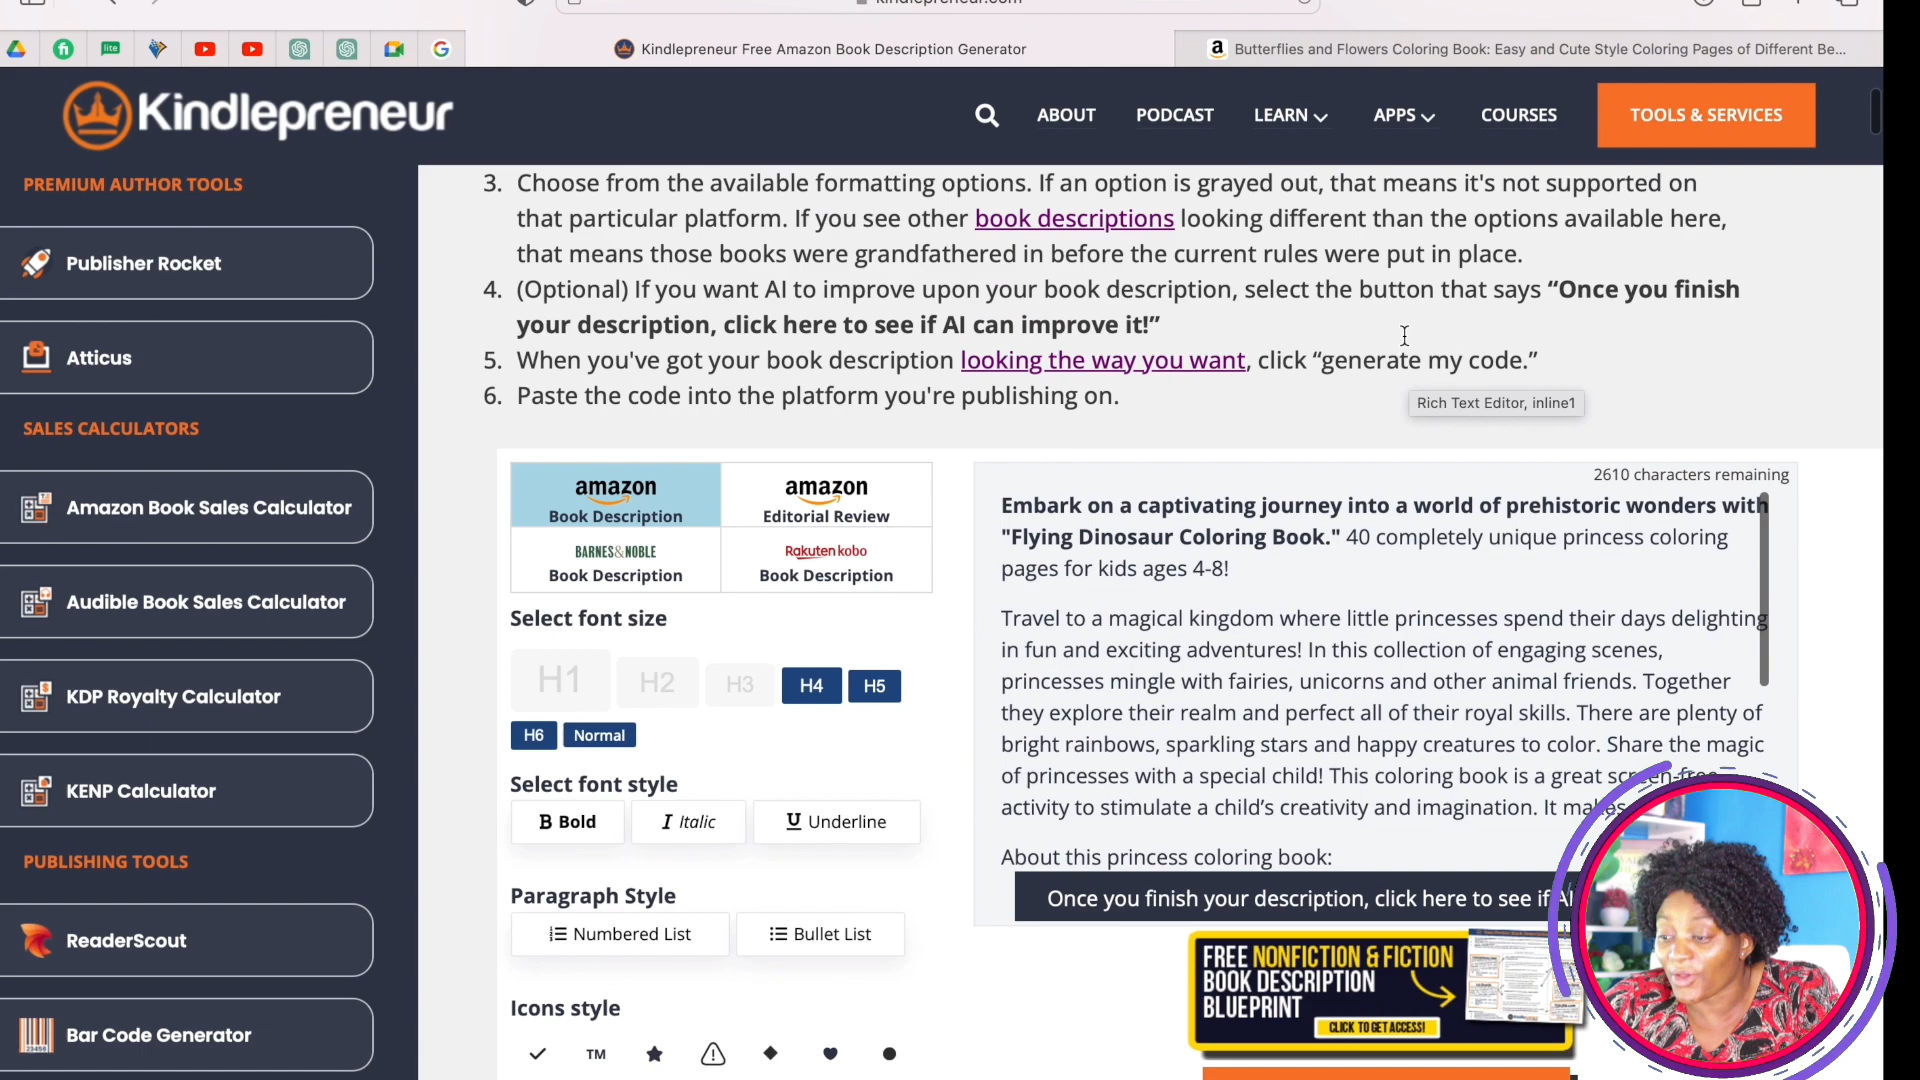 kindlepreneur.com
lite
Kindlepreneur Free Amazon Book Description Generator
a Butterflies and Flowers Coloring Book: Easy and Cute Style Coloring Pages of Different Be...
Kindlepreneur
ABOUT
PODCAST
LEARN
APPS
COURSES
TOOLS & SERVICES
PREMIUM AUTHOR TOOLS
Publisher Rocket
Atticus
SALES CALCULATORS
Amazon Book Sales Calculator
Audible Book Sales Calculator
KDP Royalty Calculator
KENP Calculator
PUBLISHING TOOLS
ReaderScout
Bar Code Generator
3. Choose from the available formatting options. If an option is grayed out, that means it's not supported on
that particular platform. If you see other book descriptions looking different than the options available here,
that means those books were grandfathered in before the current rules were put in place.
4. (Optional) If you want AI to improve upon your book description, select the button that says “Once you finish
your description, click here to see if AI can improve it!”
5. When you've got your book description looking the way you want, click “generate my code.”
6. Paste the code into the platform you're publishing on.
Rich Text Editor, inline1
amazon
Book Description
amazon
Editorial Review
BARNES&NOBLE
Book Description
Rakuten kobo
Book Description
Select font size
H1
H2
H3
H4
H5
H6
Normal
Select font style
B Bold
I Italic
U Underline
Paragraph Style
Numbered List
Bullet List
Icons style
TM
2610 characters remaining
Embark on a captivating journey into a world of prehistoric wonders with
"Flying Dinosaur Coloring Book." 40 completely unique princess coloring
pages for kids ages 4-8!
Travel to a magical kingdom where little princesses spend their days delighting
in fun and exciting adventures! In this collection of engaging scenes,
princesses mingle with fairies, unicorns and other animal friends. Together
they explore their realm and perfect all of their royal skills. There are plenty of
bright rainbows, sparkling stars and happy creatures to color. Share the magic
of princesses with a special child! This coloring book is a great screen-free
activity to stimulate a child’s creativity and imagination. It makes
About this princess coloring book:
Once you finish your description, click here to see if AI
FREE NONFICTION & FICTION
BOOK DESCRIPTION
BLUEPRINT
CLICK TO GET ACCESS!